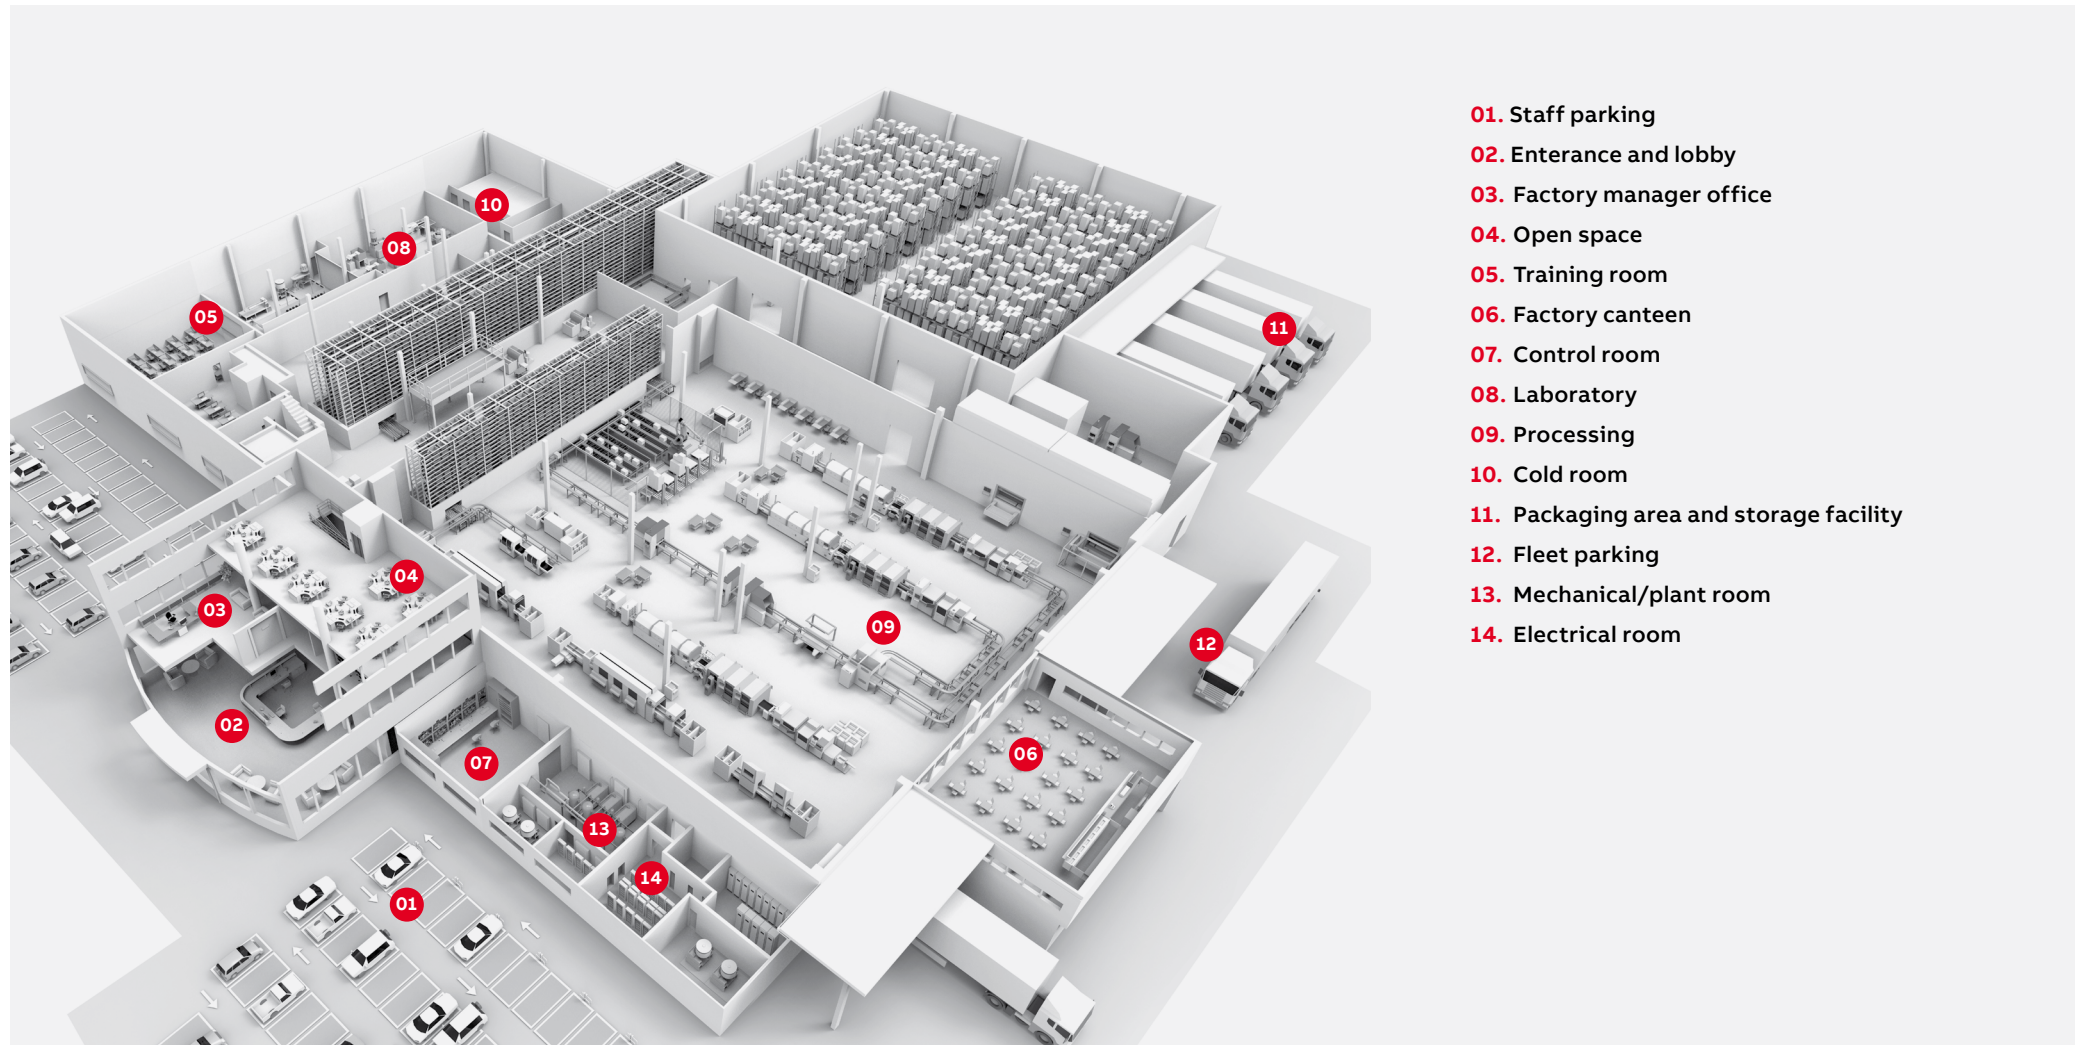 01. Staff parking
02. Enterance and lobby
03. Factory manager office
04. Open space
05. Training room
06. Factory canteen
07. Control room
08. Laboratory
09. Processing
10. Cold room
11. Packaging area and storage facility
12. Fleet parking
13. Mechanical/plant room
14. Electrical room
10
08
05
11
04
03
09
12
02
06
07
13
14
01